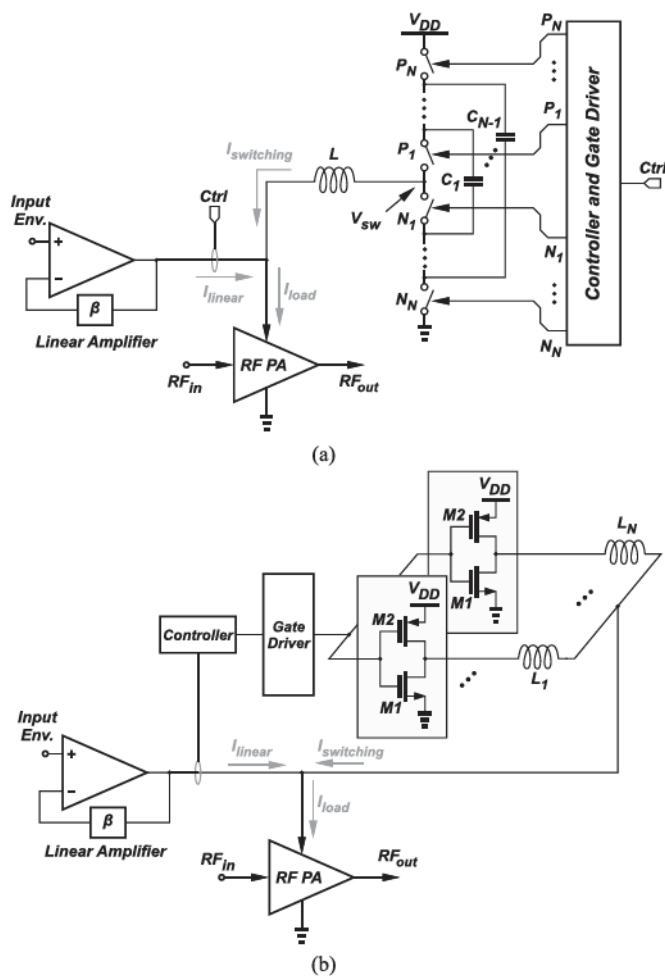 V_DD
P_N
P_N
C_N-1
P_1
P_1
I_switching
L
C_1
Ctrl
Ctrl
Input
Env.
V_sw
N_1
N_1
+
−
I_linear
I_load
β
Linear Amplifier
N_N
N_N
RF_in
RF PA
RF_out
Controller and Gate Driver
(a)
V_DD
M2
L_N
M1
V_DD
M2
Gate
Driver
Controller
M1
L_1
Input
Env.
+
−
I_linear
I_switching
I_load
β
Linear Amplifier
RF_in
RF PA
RF_out
(b)